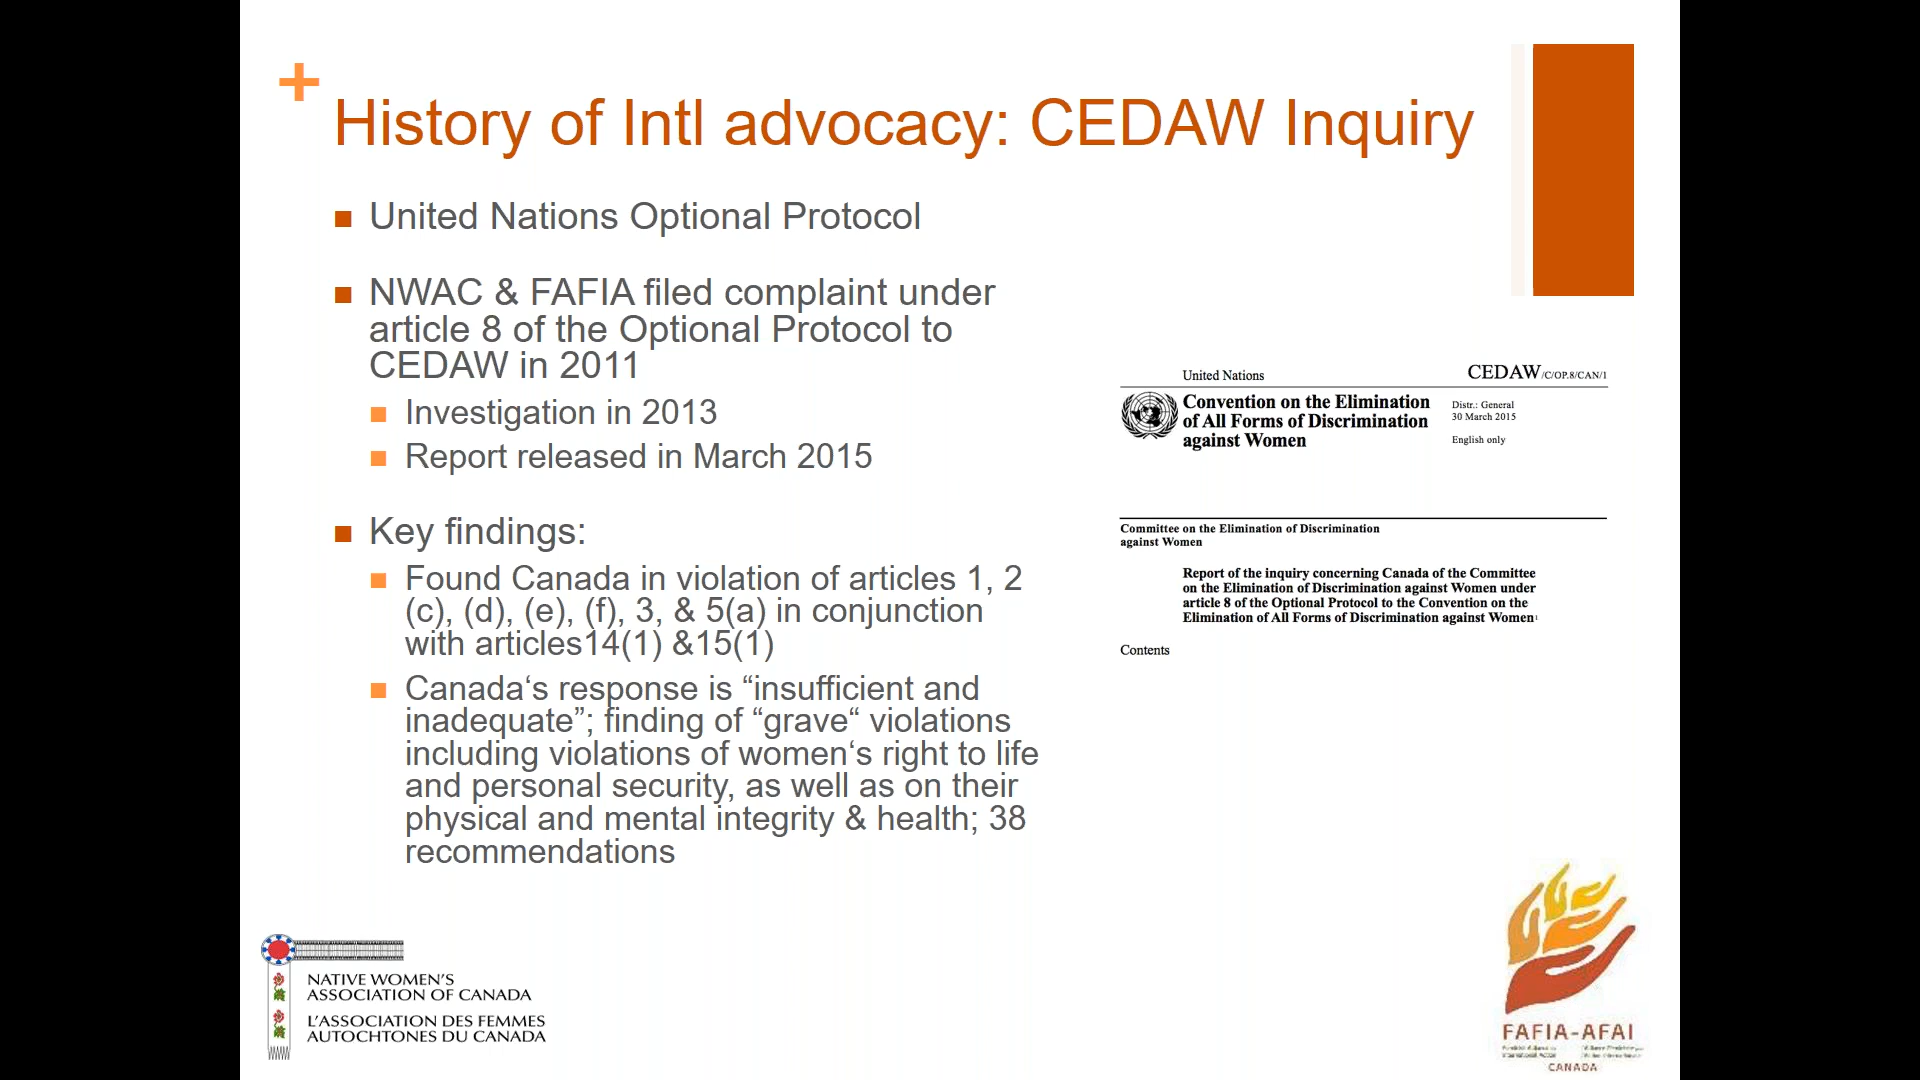 +
History of Intl advocacy: CEDAW Inquiry
■ United Nations Optional Protocol
■ NWAC & FAFIA filed complaint under
article 8 of the Optional Protocol to
CEDAW in 2011
■ Investigation in 2013
■ Report released in March 2015
■ Key findings:
■ Found Canada in violation of articles 1, 2
(c), (d), (e), (f), 3, & 5(a) in conjunction
with articles14(1) &15(1)
■ Canada‘s response is “insufficient and
inadequate”; finding of “grave“ violations
including violations of women‘s right to life
and personal security, as well as on their
physical and mental integrity & health; 38
recommendations
United Nations CEDAW/C/OP.8/CAN/1
Convention on the Elimination
of All Forms of Discrimination
against Women
Distr.: General
30 March 2015
English only
Committee on the Elimination of Discrimination
against Women
Report of the inquiry concerning Canada of the Committee
on the Elimination of Discrimination against Women under
article 8 of the Optional Protocol to the Convention on the
Elimination of All Forms of Discrimination against Women
Contents
NATIVE WOMEN'S
ASSOCIATION OF CANADA
L'ASSOCIATION DES FEMMES
AUTOCHTONES DU CANADA
FAFIA-AFAI
CANADA